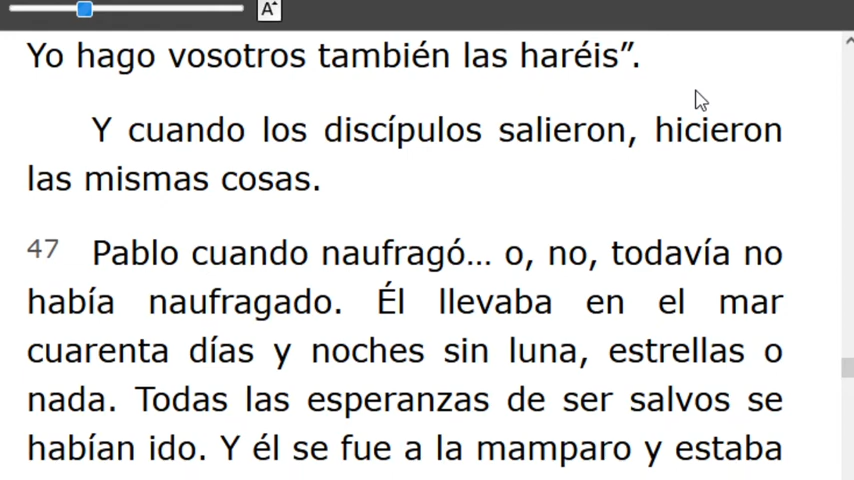 A
Yo hago vosotros también las haréis”.
Y cuando los discípulos salieron, hicieron
las mismas cosas.
47 Pablo cuando naufragó... o, no, todavía no
había naufragado. Él llevaba en el mar
cuarenta días y noches sin luna, estrellas o
nada. Todas las esperanzas de ser salvos se
habían ido. Y él se fue a la mamparo y estaba